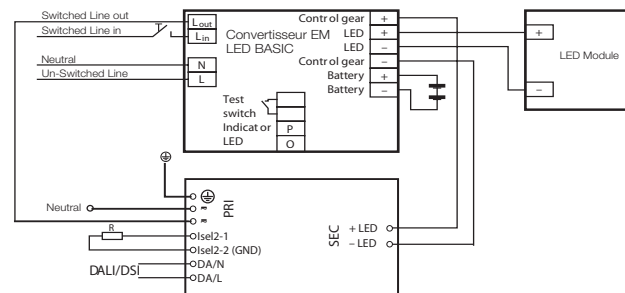 Switched Line out
Switched Line in
Neutral
Un-Switched Line
Lout
Lin
N
L
Convertisseur EM
LED BASIC
Control gear +
LED +
LED –
Control gear –
Battery +
Battery –
Test
switch
Indicator
LED
P
O
+
–
LED Module
Neutral
PRI
R
Isel2-1
Isel2-2 (GND)
DALI/DSI
DA/N
DA/L
SEC
+ LED
– LED